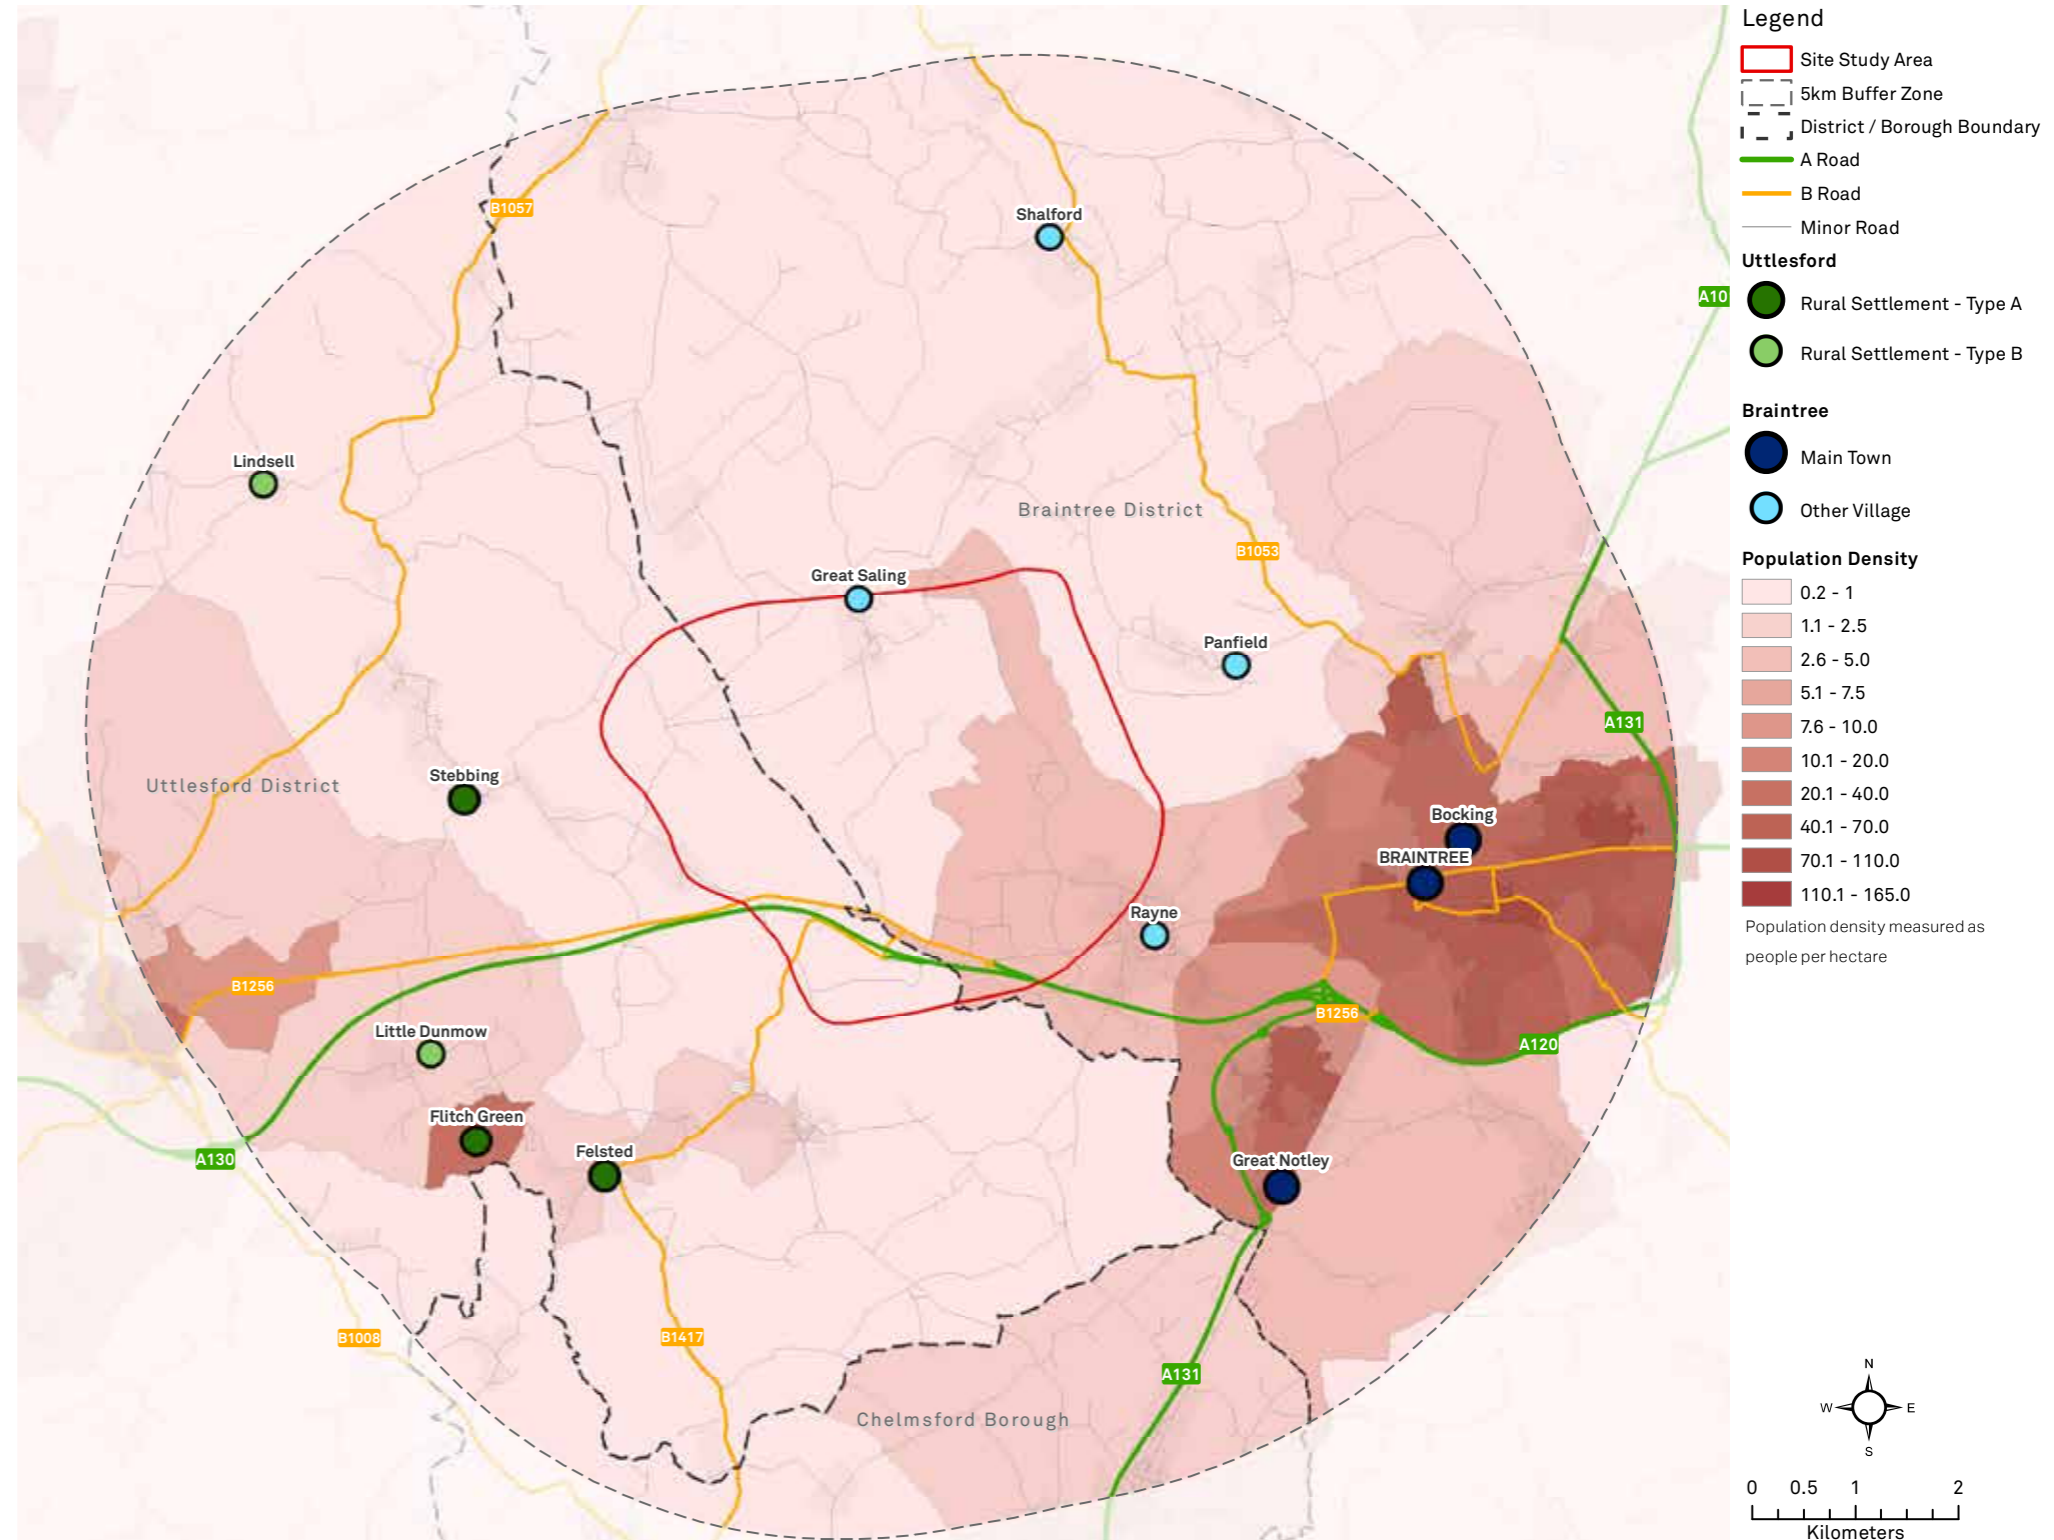 Legend
Site Study Area
5km Buffer Zone
District / Borough Boundary
A Road
B Road
Minor Road
Uttlesford
Rural Settlement - Type A
Rural Settlement - Type B
Braintree
Main Town
Other Village
Population Density
0.2 - 1
1.1 - 2.5
2.6 - 5.0
5.1 - 7.5
7.6 - 10.0
10.1 - 20.0
20.1 - 40.0
40.1 - 70.0
70.1 - 110.0
110.1 - 165.0
Population density measured as
people per hectare
N
W E
S
0 0.5 1 2
Kilometers
B1057
Shalford
A10
Lindsell
Braintree District
B1053
Great Saling
Panfield
A131
Stebbing
Uttlesford District
Bocking
BRAINTREE
Rayne
B1256
B1256
Little Dunmow
A120
Flitch Green
Felsted
A130
Great Notley
B1008
B1417
A131
Chelmsford Borough